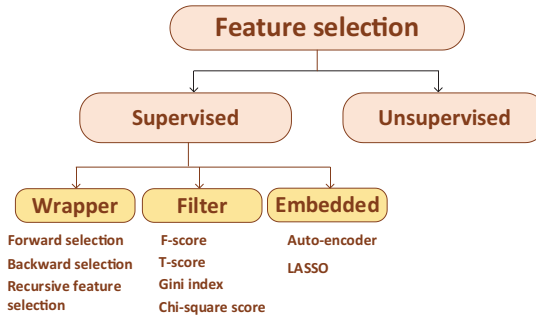 Feature selection
Supervised
Unsupervised
Wrapper
Filter
Embedded
Forward selection
Backward selection
Recursive feature
selection
F-score
T-score
Gini index
Chi-square score
Auto-encoder
LASSO